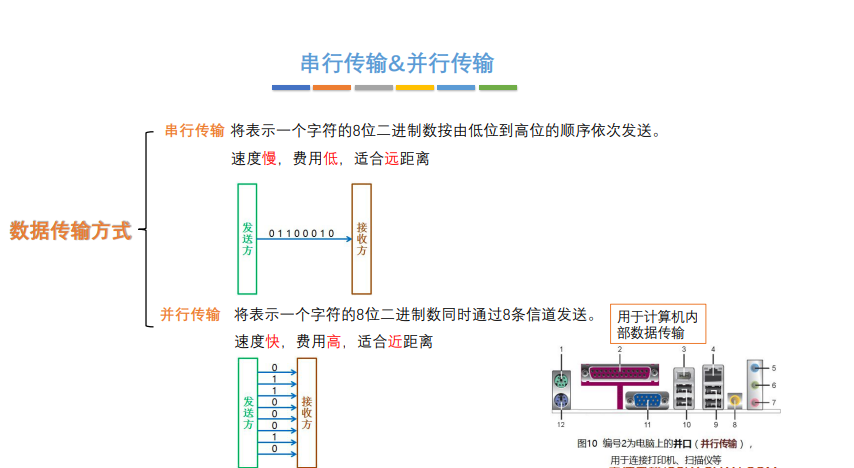 串行传输&并行传输
串行传输 将表示一个字符的8位二进制数按由低位到高位的顺序依次发送。
速度慢，费用低，适合远距离
发送方
0 1 1 0 0 0 1 0
接收方
数据传输方式
并行传输 将表示一个字符的8位二进制数同时通过8条信道发送。
速度快，费用高，适合近距离
用于计算机内
部数据传输
发送方
0
1
1
0
0
0
1
0
接收方
1 2 3 4
5
6
7
12 11 10 9 8
图10 编号2为电脑上的并口（并行传输），
用于连接打印机、扫描仪等